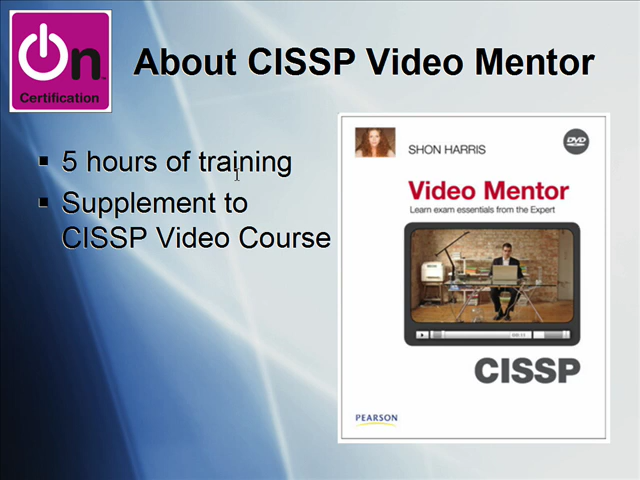 On
Certification
About CISSP Video Mentor
▪ 5 hours of training
▪ Supplement to
CISSP Video Course
SHON HARRIS
DVD
Video Mentor
Learn exam essentials from the Expert
CISSP
PEARSON